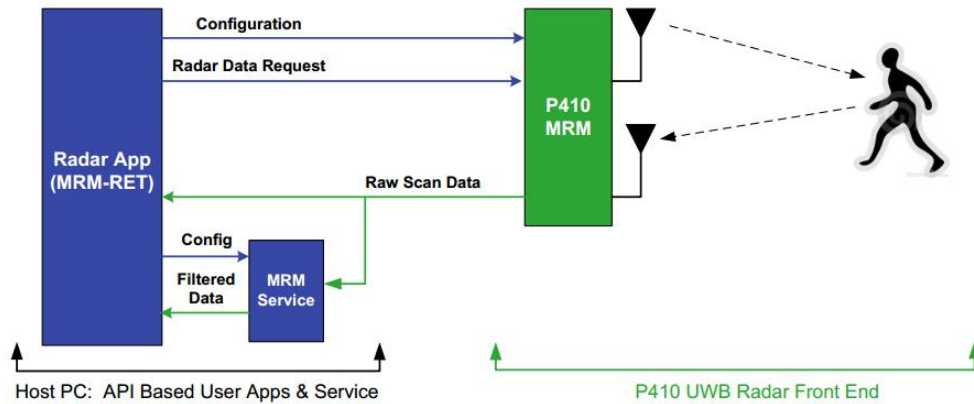 Configuration
Radar Data Request
P410
MRM
Radar App
(MRM-RET)
Raw Scan Data
Config
MRM
Service
Filtered
Data
Host PC:  API Based User Apps & Service
P410 UWB Radar Front End